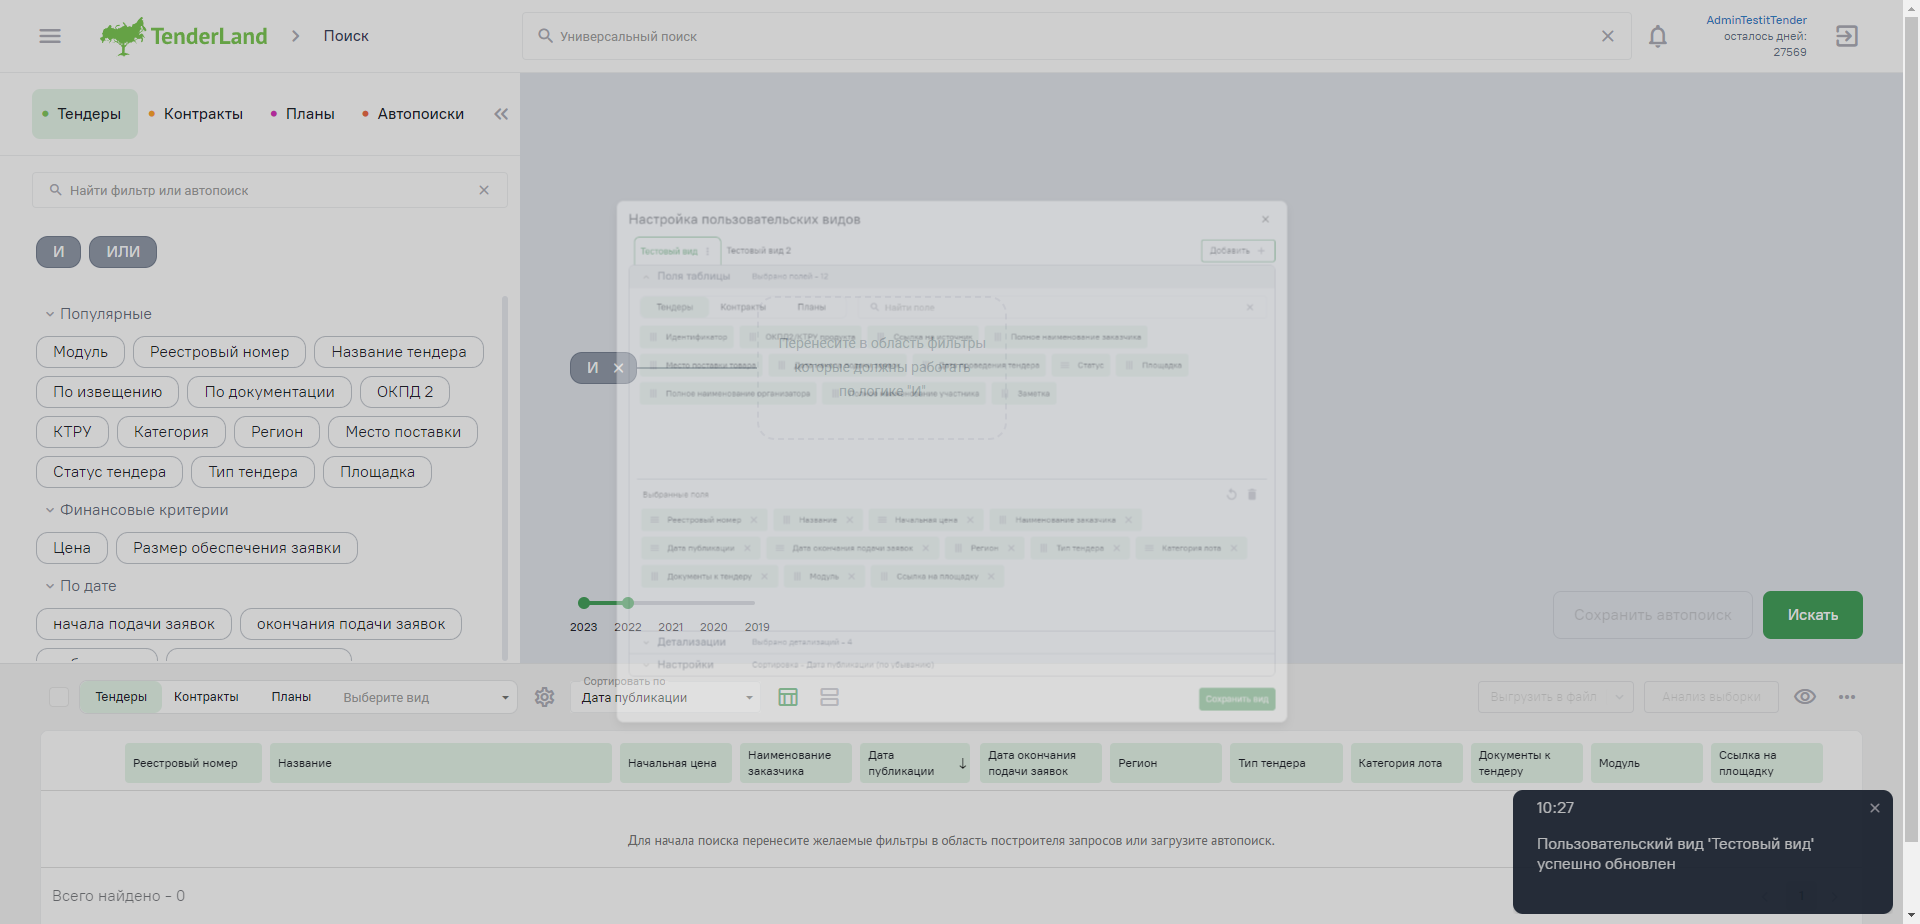 TenderLand
Поиск
Универсальный поиск
AdminTestitTender
осталось дней:
27569
Тендеры
Контракты
Планы
Автопоиски
Найти фильтр или автопоиск
И
ИЛИ
Популярные
Модуль
Реестровый номер
Название тендера
По извещению
По документации
ОКПД 2
КТРУ
Категория
Регион
Место поставки
Статус тендера
Тип тендера
Площадка
Финансовые критерии
Цена
Размер обеспечения заявки
По дате
начала подачи заявок
окончания подачи заявок
Настройка пользовательских видов
Тестовый вид
Тестовый вид 2
Добавить
Поля таблицы
Выбрано полей - 12
Тендеры
Контракты
Планы
Найти поле
Идентификатор
ОКПД2/КТРУ продукта
Ссылка на источник
Полное наименование заказчика
Место поставки товара
Дата проведения тендера
Статус
Площадка
Полное наименование организатора
Полное наименование участника
Заметка
И
Перенесите в область фильтры
которые должны работать
по логике "И"
Выбранные поля
Реестровый номер
Название
Начальная цена
Наименование заказчика
Дата публикации
Дата окончания подачи заявок
Регион
Тип тендера
Категория лота
Документы к тендеру
Модуль
Ссылка на площадку
2023
2022
2021
2020
2019
Детализации
Выбрано детализаций - 4
Настройки
Сортировка - Дата публикации (по убыванию)
Сохранить вид
Сохранить автопоиск
Искать
Тендеры
Контракты
Планы
Выберите вид
Сортировать по
Дата публикации
Выгрузить в файл
Анализ выборки
Реестровый номер
Название
Начальная цена
Наименование
заказчика
Дата
публикации
Дата окончания
подачи заявок
Регион
Тип тендера
Категория лота
Документы к
тендеру
Модуль
Ссылка на
площадку
Для начала поиска перенесите желаемые фильтры в область построителя запросов или загрузите автопоиск.
Всего найдено - 0
10:27
Пользовательский вид 'Тестовый вид'
успешно обновлен